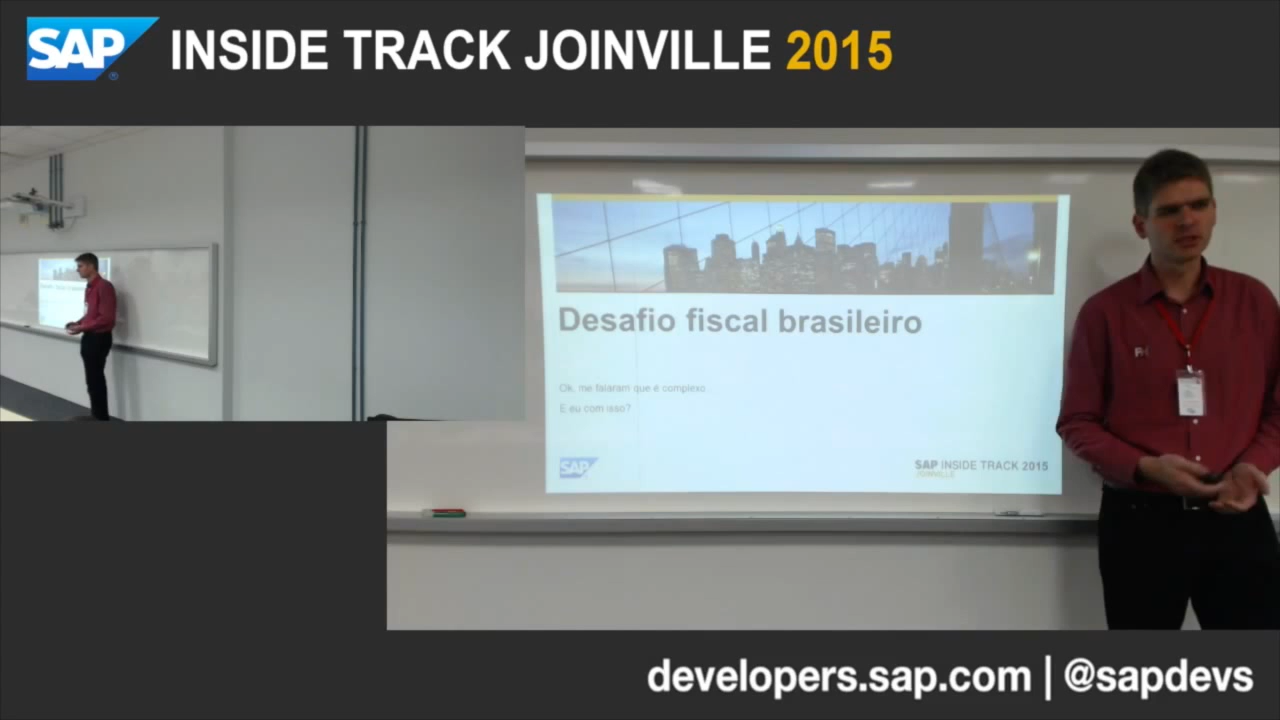 SAP INSIDE TRACK JOINVILLE 2015
Desafio fiscal brasileiro
Ok, me falaram que é complexo
E eu com isso?
SAP
SAP INSIDE TRACK 2015
JOINVILLE
FH
developers.sap.com | @sapdevs